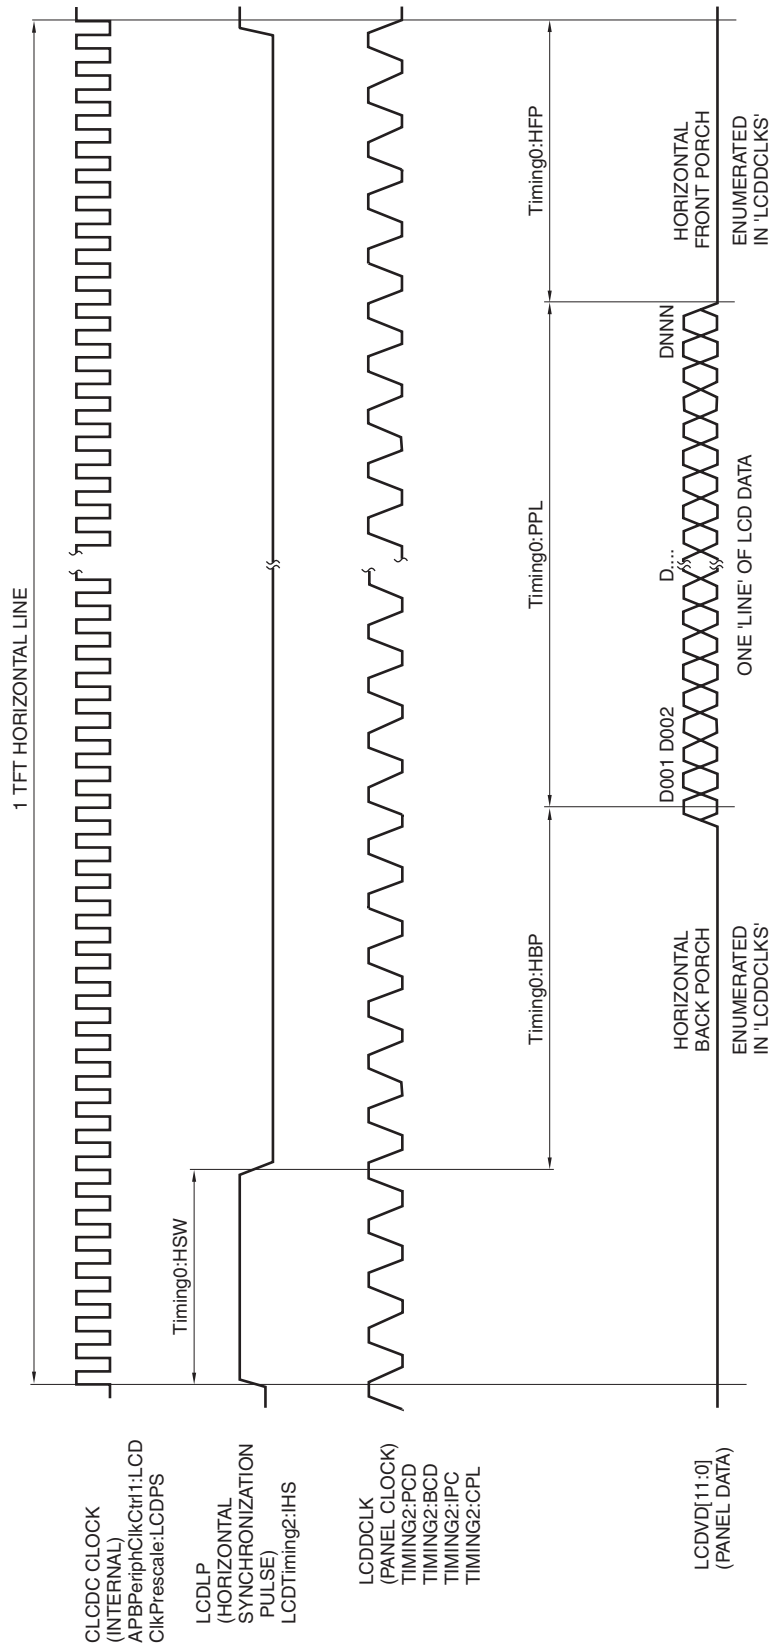 1 TFT HORIZONTAL LINE
CLCDC CLOCK
(INTERNAL)
APBPeriphClkCtrl1:LCD
ClkPrescale:LCDPS
Timing0:HSW
LCDLP
(HORIZONTAL
SYNCHRONIZATION
PULSE)
LCDTiming2:IHS
LCDDCLK
(PANEL CLOCK)
TIMING2:PCD
TIMING2:BCD
TIMING2:IPC
TIMING2:CPL
Timing0:HBP
Timing0:PPL
Timing0:HFP
D001 D002
D....
DNNN
LCDVD[11:0]
(PANEL DATA)
HORIZONTAL
BACK PORCH
ENUMERATED
IN 'LCDDCLKS'
ONE 'LINE' OF LCD DATA
HORIZONTAL
FRONT PORCH
ENUMERATED
IN 'LCDDCLKS'